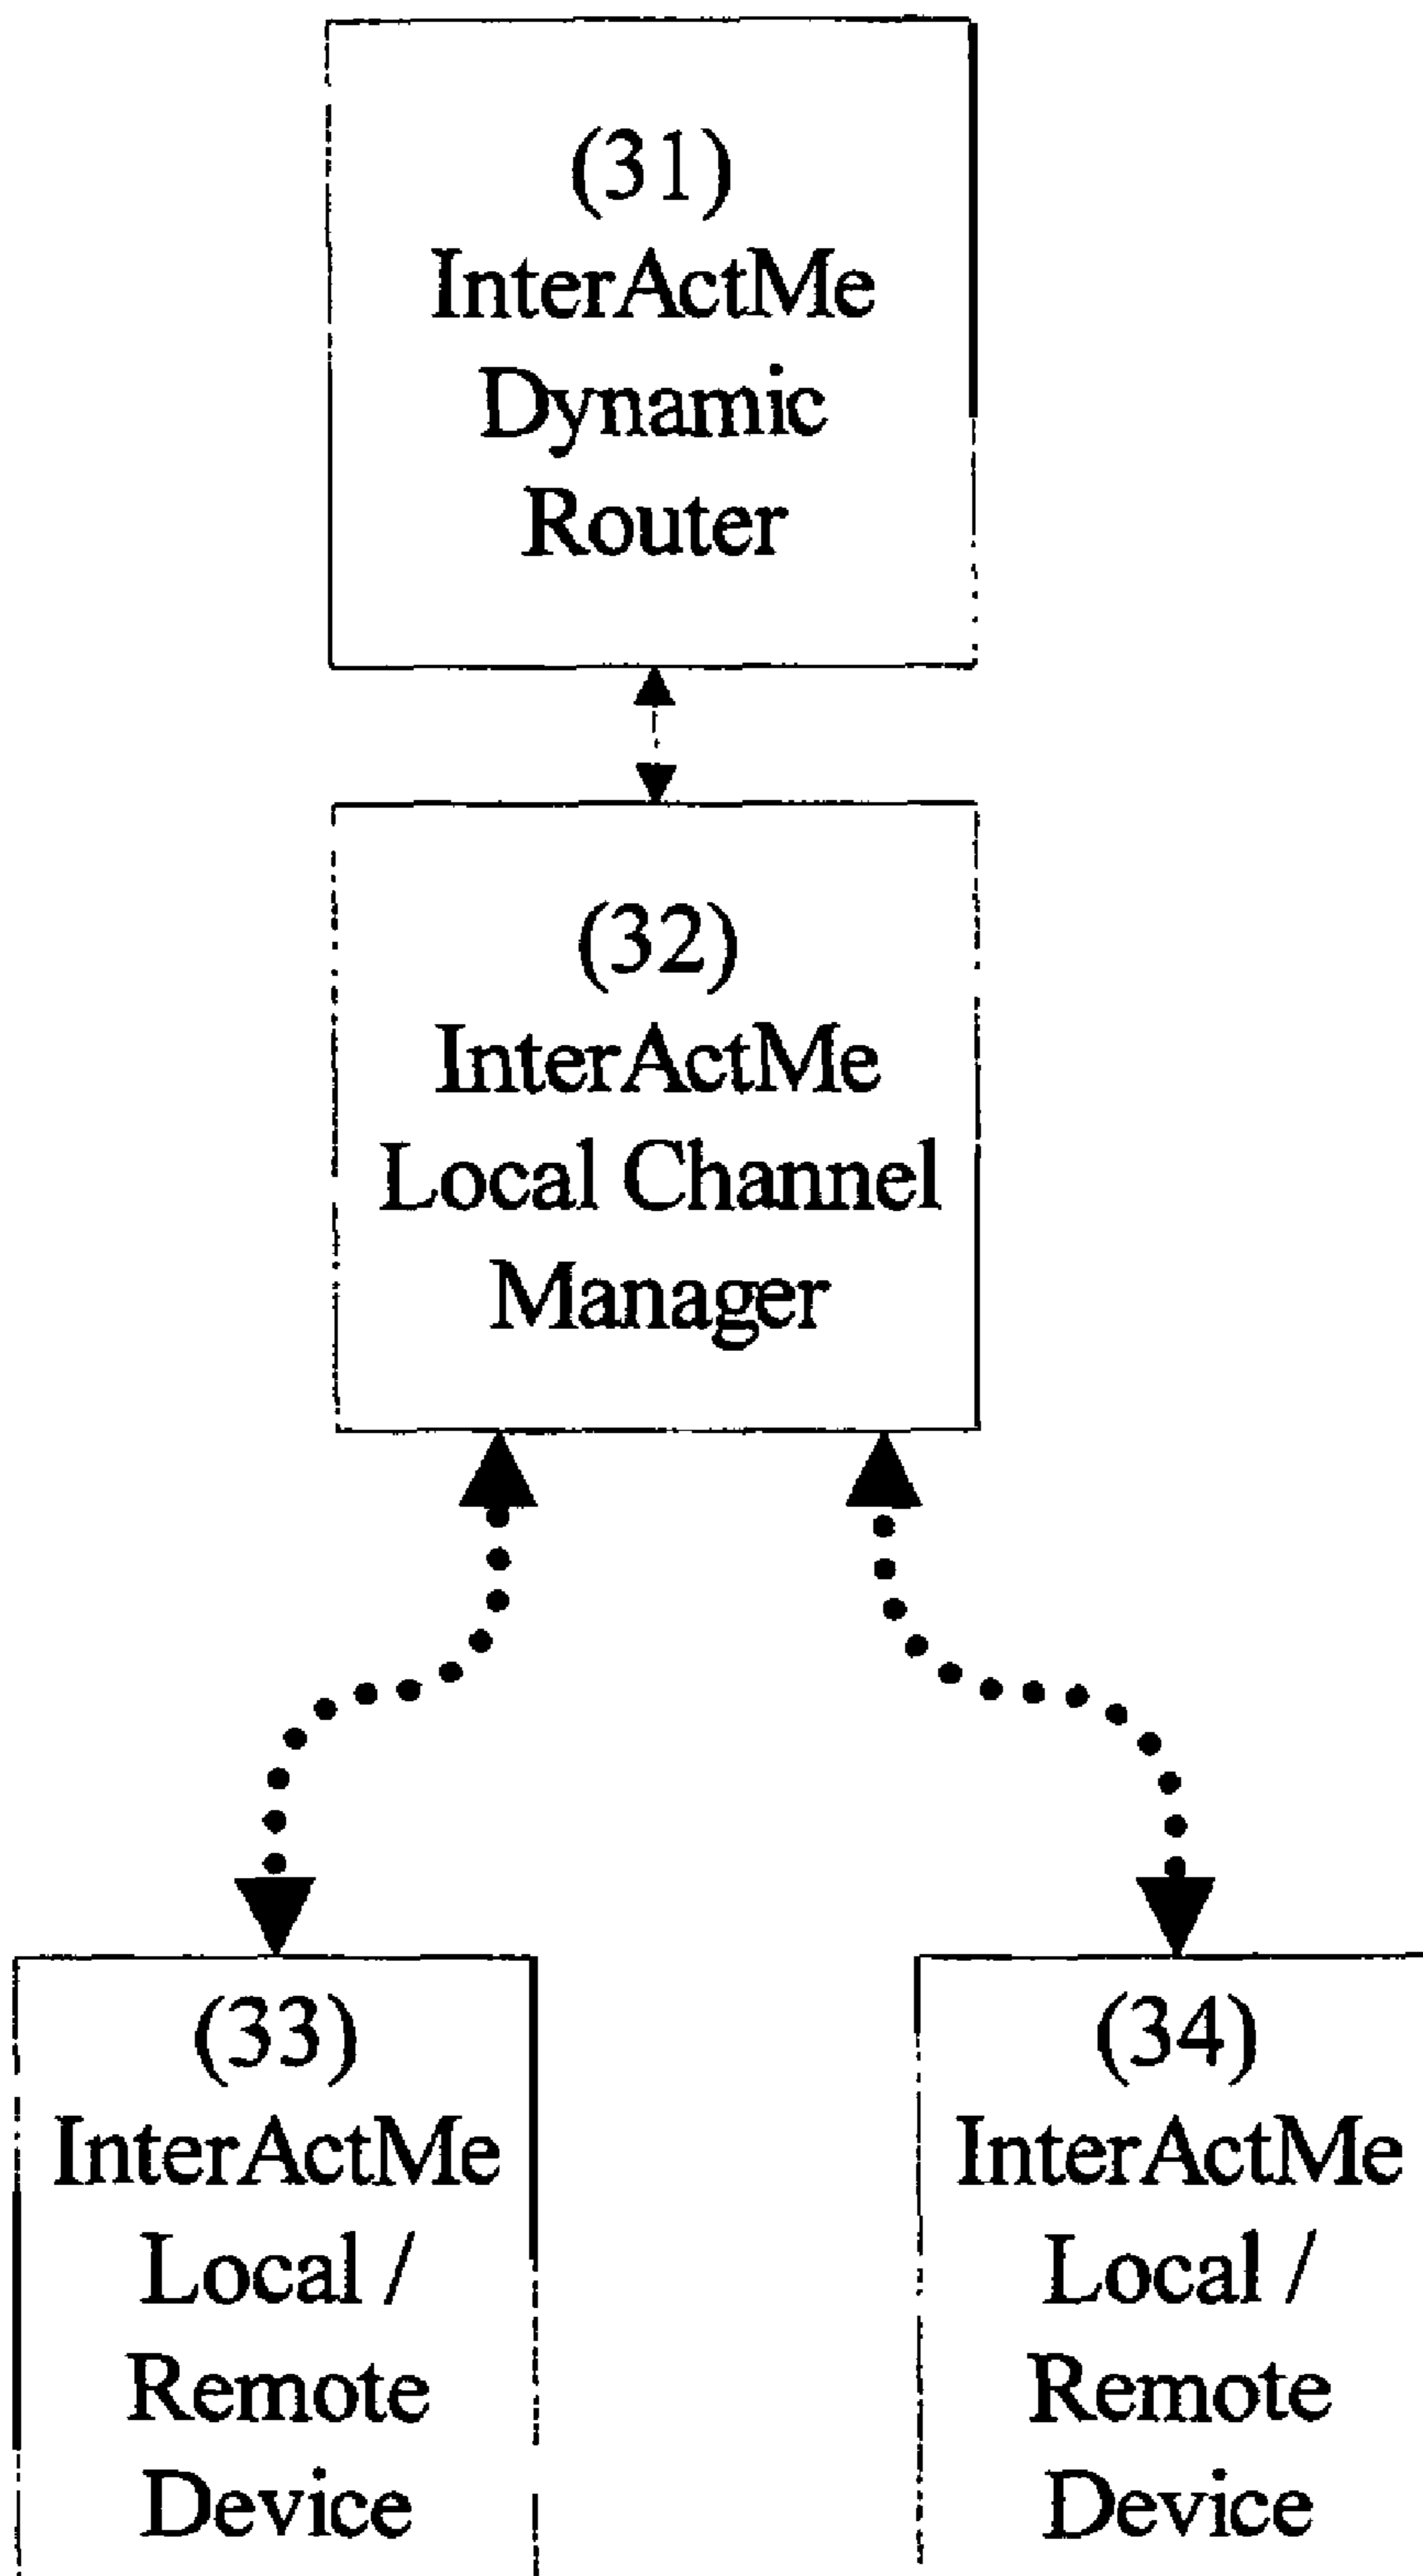 (31)
InterActMe
Dynamic
Router
(32)
InterActMe
Local Channel
Manager
(33)
InterActMe
Local /
Remote
Device
(34)
InterActMe
Local /
Remote
Device